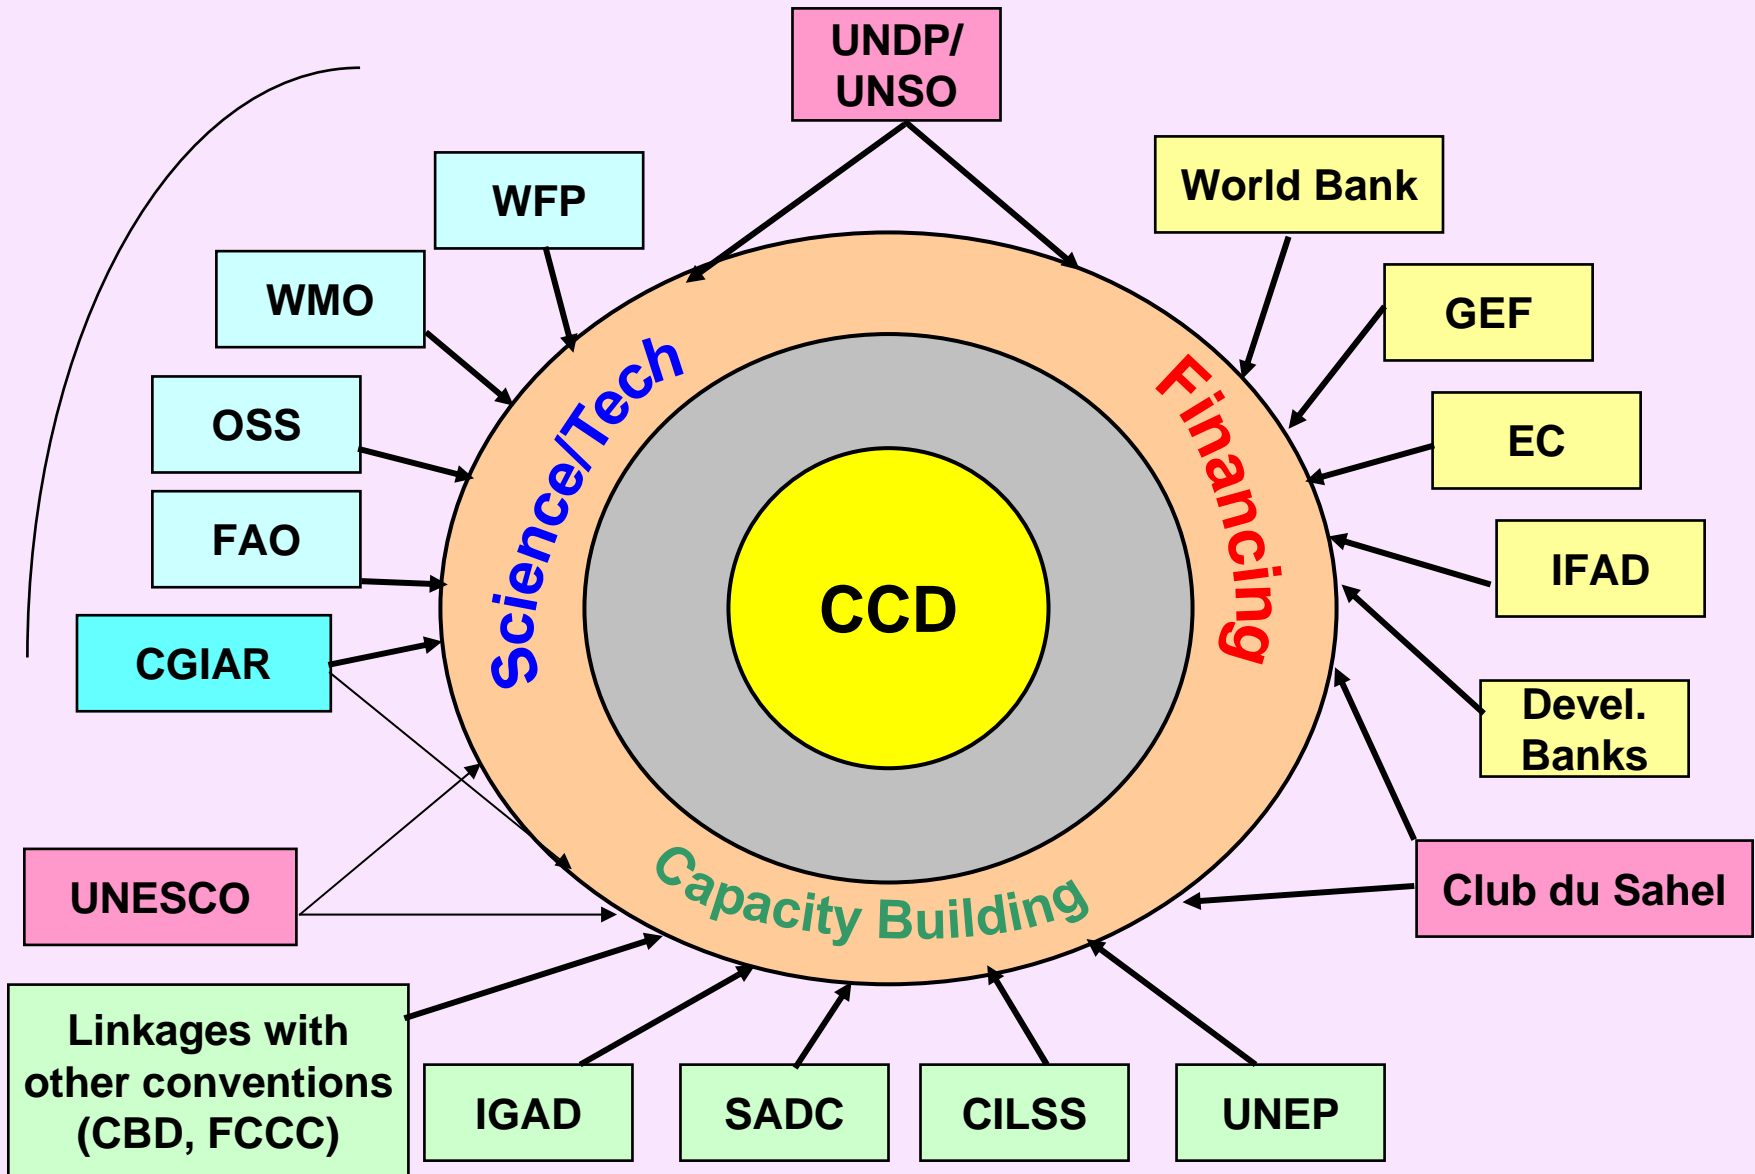 UNDP/
UNSO
WFP
World Bank
WMO
GEF
OSS
EC
FAO
IFAD
CGIAR
Devel.
Banks
Science/Tech
Financing
CCD
Capacity Building
UNESCO
Club du Sahel
Linkages with
other conventions
(CBD, FCCC)
IGAD
SADC
CILSS
UNEP